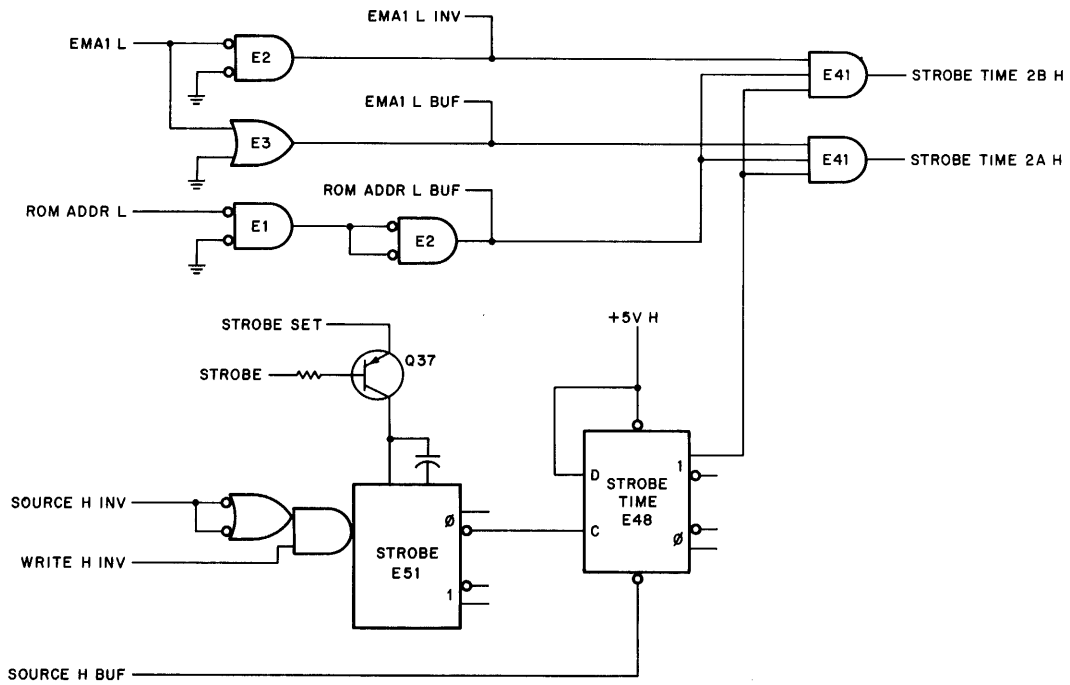 EMA1 L INV
EMA1 L
E2
E41
STROBE TIME 2B H
EMA1 L BUF
E3
E41
STROBE TIME 2A H
ROM ADDR L BUF
ROM ADDR L
E1
E2
+5V H
STROBE SET
Q37
STROBE
D
1
STROBE
TIME
E48
SOURCE H INV
Ø
C
Ø
WRITE H INV
STROBE
E51
1
SOURCE H BUF